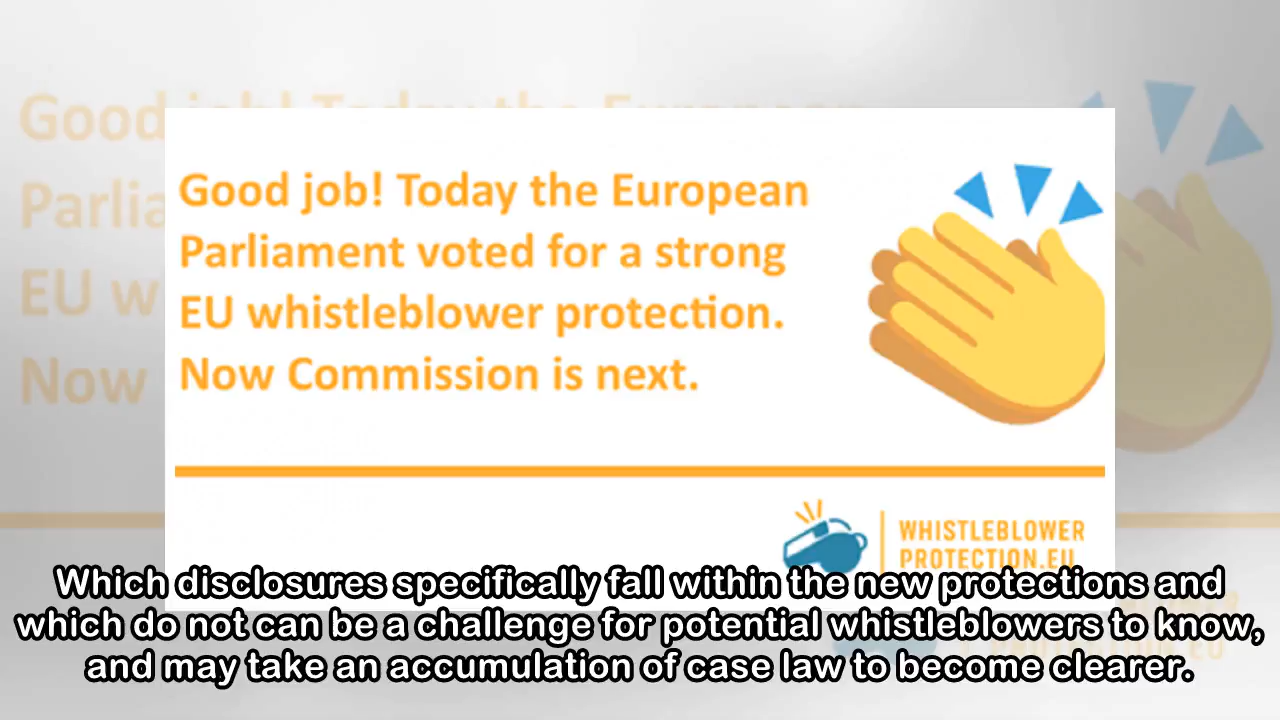 Good job! Today the European
Parliament voted for a strong
EU whistleblower protection.
Now Commission is next.
WHISTLEBLOWER
PROTECTION.EU
Which disclosures specifically fall within the new protections and
which do not can be a challenge for potential whistleblowers to know,
and may take an accumulation of case law to become clearer.